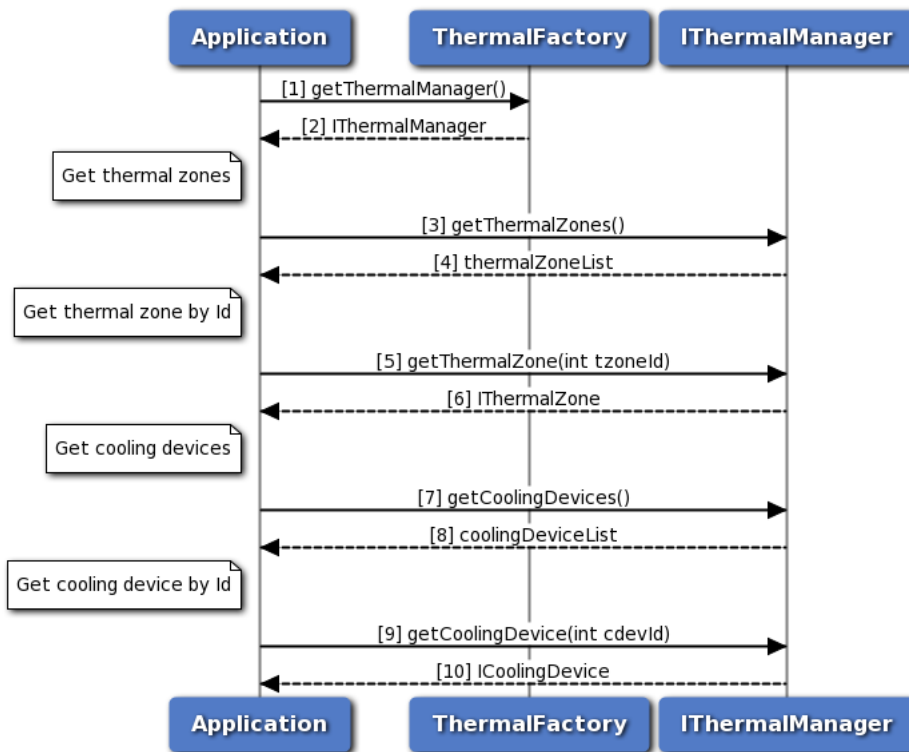 Application
ThermalFactory
IThermalManager
[1] getThermalManager()
[2] IThermalManager
Get thermal zones
[3] getThermalZones()
[4] thermalZoneList
Get thermal zone by Id
[5] getThermalZone(int tzoneId)
[6] IThermalZone
Get cooling devices
[7] getCoolingDevices()
[8] coolingDeviceList
Get cooling device by Id
[9] getCoolingDevice(int cdevId)
[10] ICoolingDevice
Application
ThermalFactory
IThermalManager